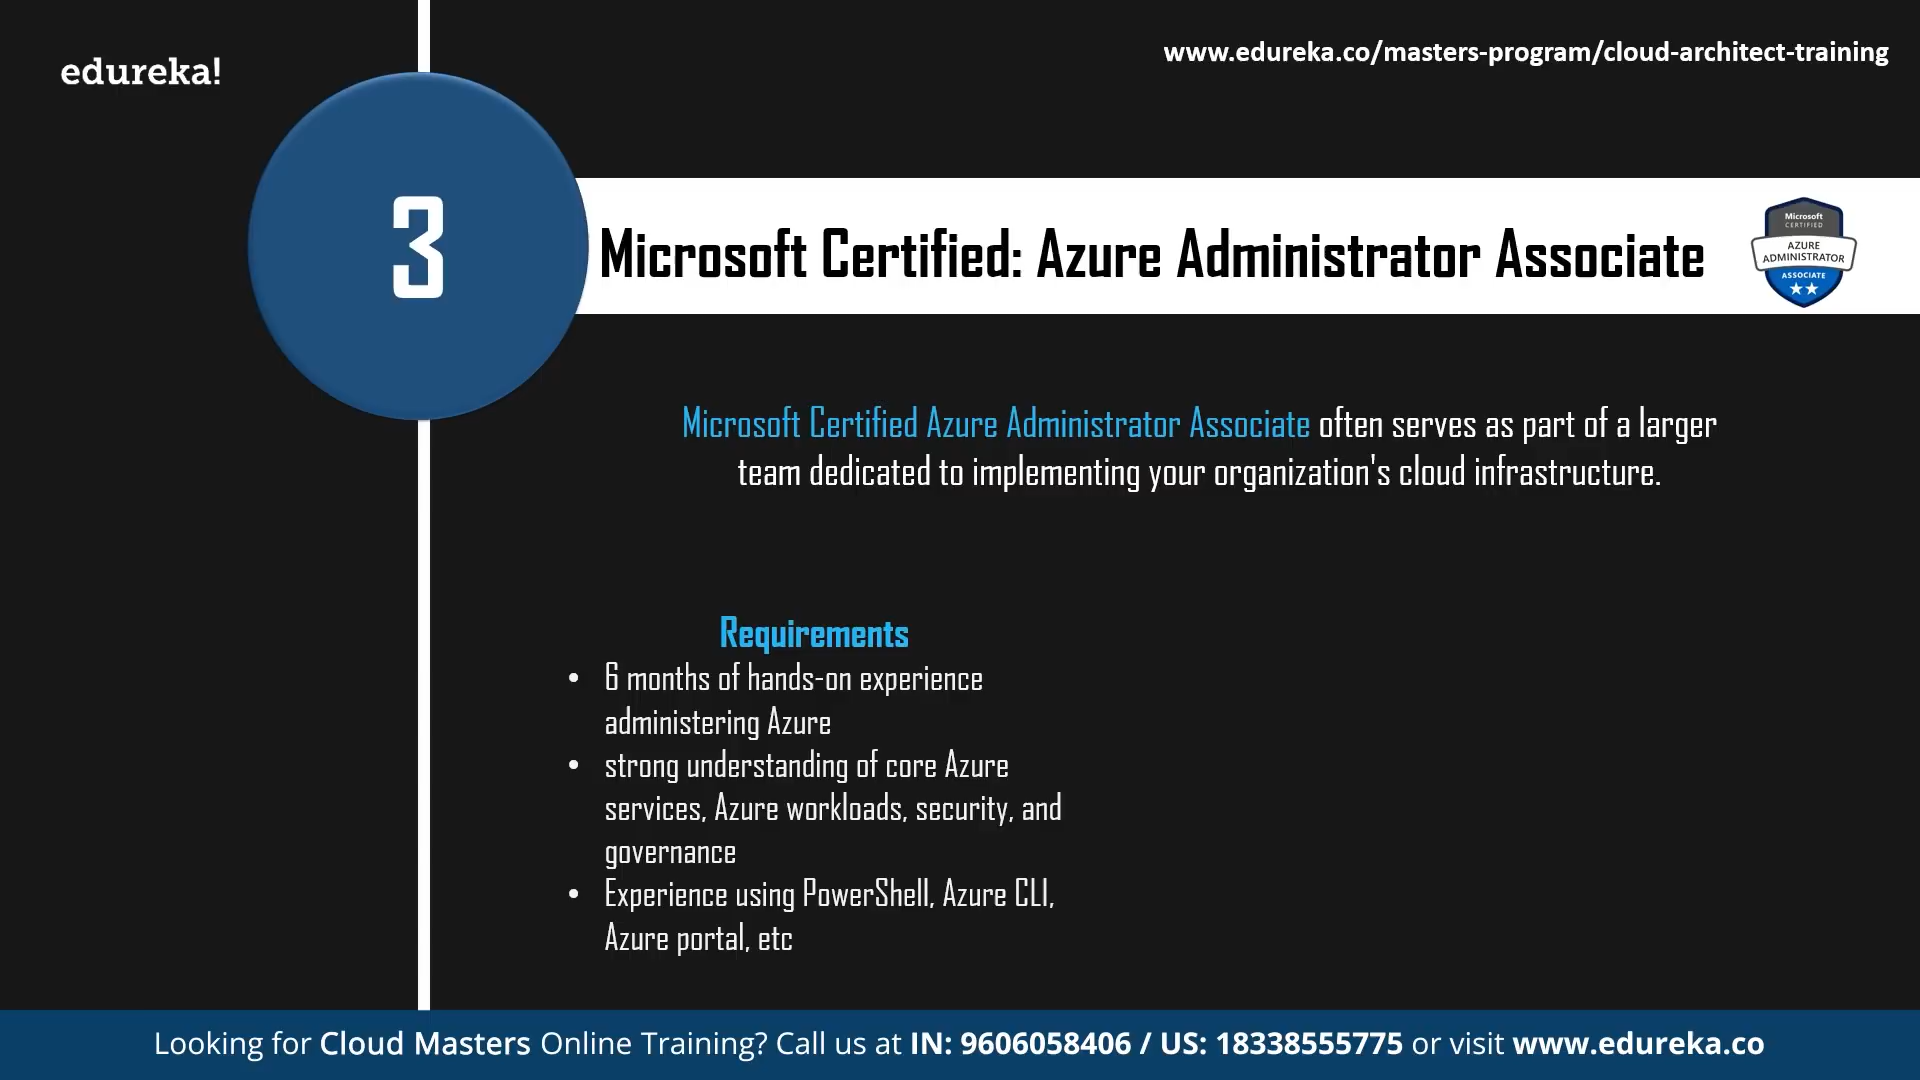 edureka!
www.edureka.co/masters-program/cloud-architect-training
3
Microsoft Certified: Azure Administrator Associate
Microsoft
CERTIFIED
AZURE
ADMINISTRATOR
ASSOCIATE
Microsoft Certified Azure Administrator Associate often serves as part of a larger
team dedicated to implementing your organization's cloud infrastructure.
Requirements
• 6 months of hands-on experience
administering Azure
• strong understanding of core Azure
services, Azure workloads, security, and
governance
• Experience using PowerShell, Azure CLI,
Azure portal, etc
Looking for Cloud Masters Online Training? Call us at IN: 9606058406 / US: 18338555775 or visit www.edureka.co